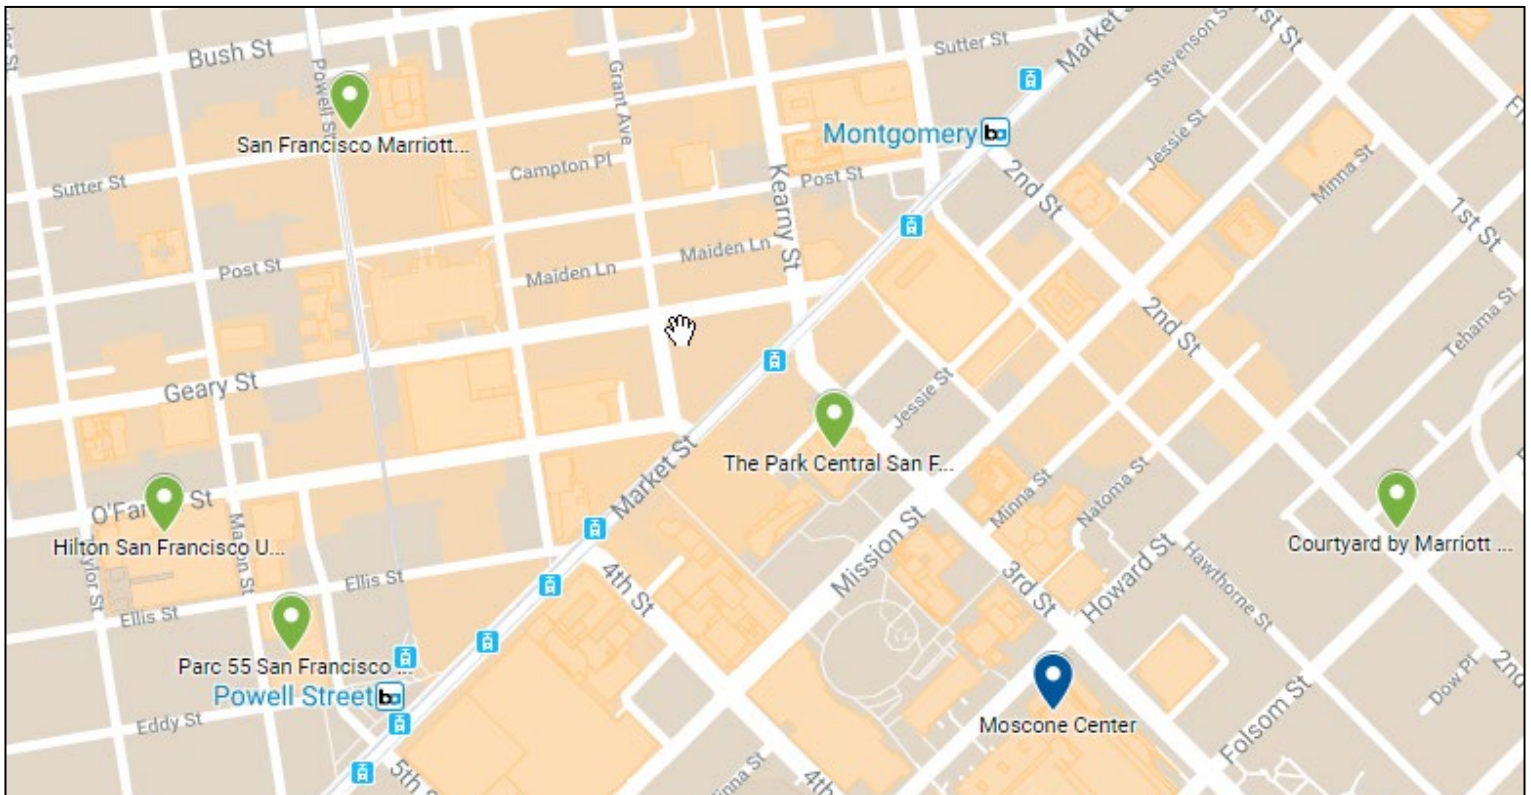 Bush St
Powell St
Grant Ave
Sutter St
Market S
Stevenson St
1st St
San Francisco Marriott...
Montgomery
Campton Pl
Kearny St
Post St
Jessie St
Minna St
Sutter St
2nd St
1st St
Post St
Maiden Ln
Maiden Ln
2nd St
Tehama St
Geary St
Jessie St
The Park Central San F...
Market St
O'Fa St
Minna St
Natoma St
Mission St
Hilton San Francisco U...
Taylor St
Courtyard by Marriott ...
Ellis St
Ellis St
4th St
3rd St
Howard St
Hawthorne St
Parc 55 San Francisco ...
Powell Street
Eddy St
Moscone Center
Folsom St
Dow Pl
2nd
5th S
inna St
4th